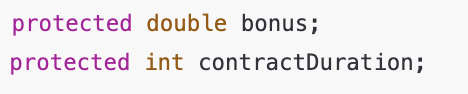 protected double bonus;
protected int contractDuration;